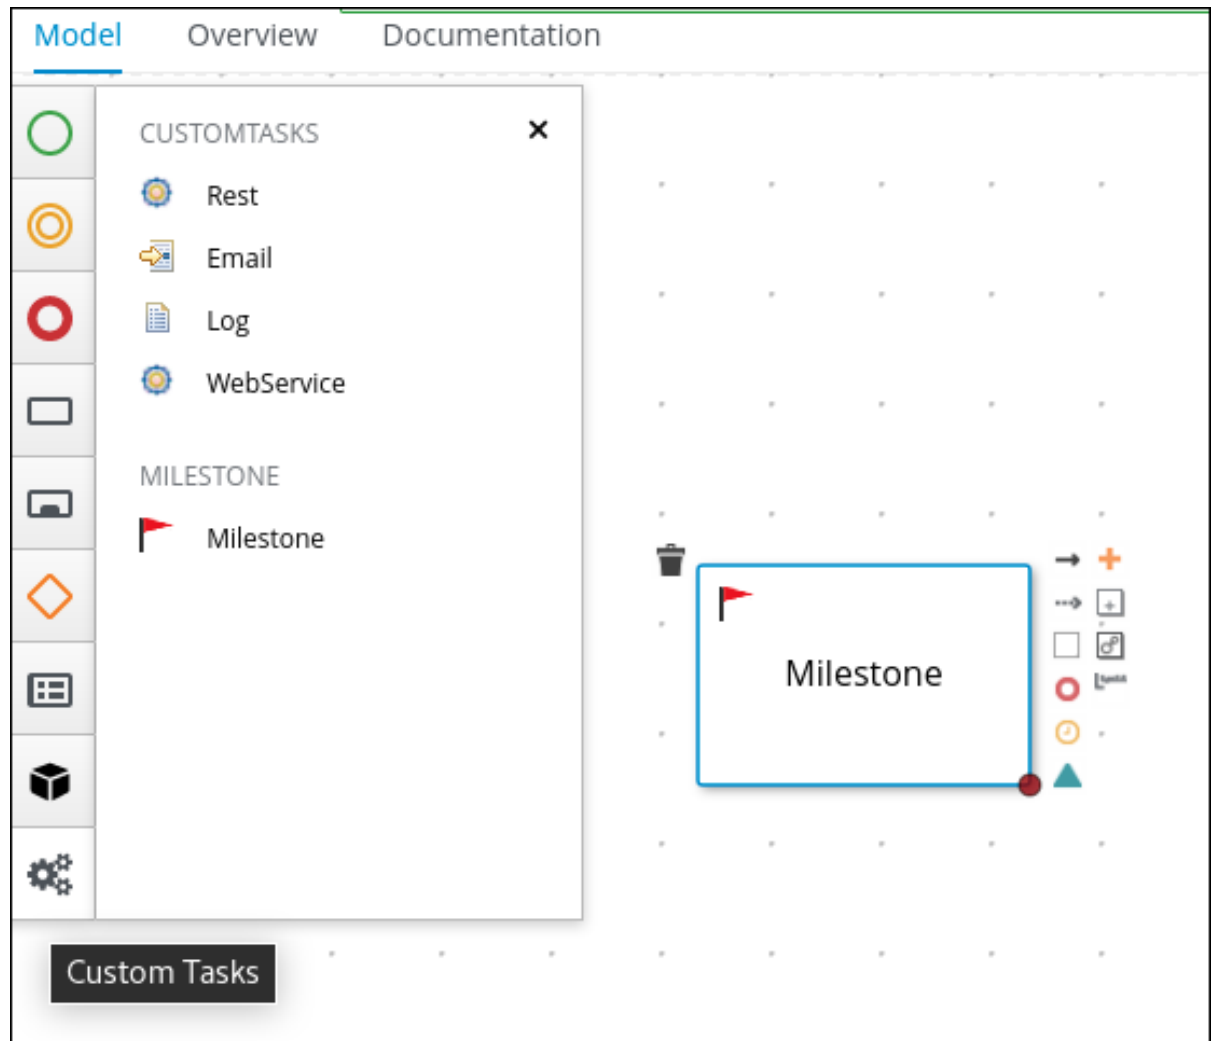 Model Overview Documentation
CUSTOMTASKS
Rest
Email
Log
WebService
MILESTONE
Milestone
Milestone
Custom Tasks